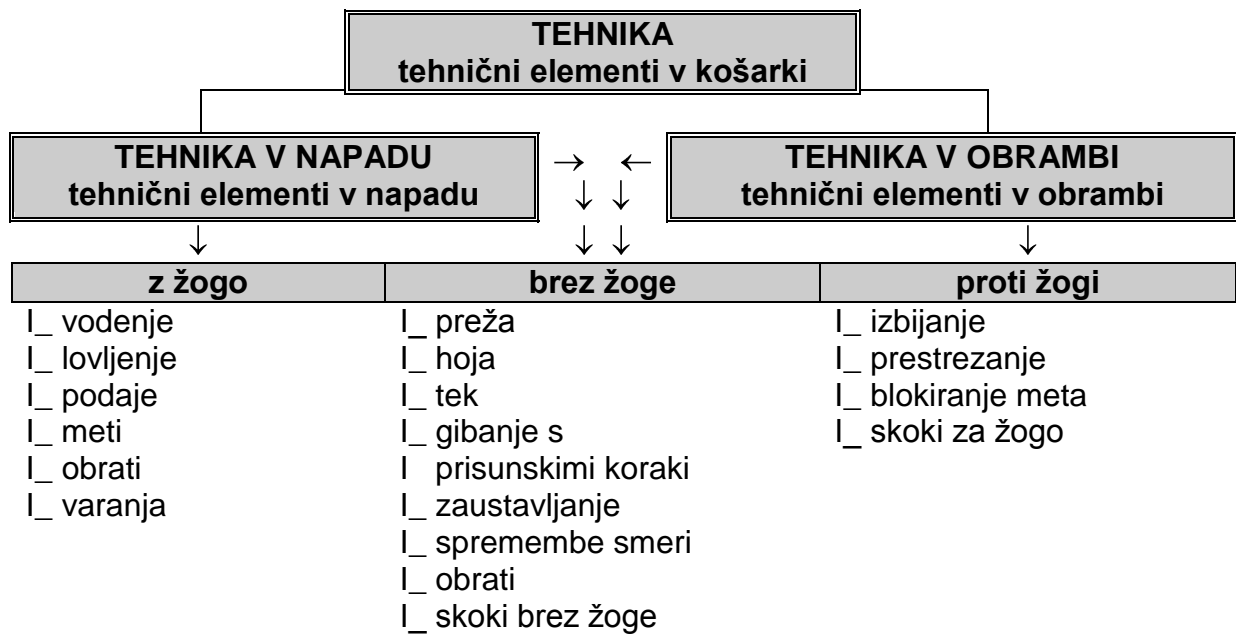 TEHNIKA
tehnični elementi v košarki
TEHNIKA V NAPADU
tehnični elementi v napadu
→ ←
↓ ↓
TEHNIKA V OBRAMBI
tehnični elementi v obrambi
↓
↓ ↓
↓
z žogo
brez žoge
proti žogi
I_ vodenje
I_ lovljenje
I_ podaje
I_ meti
I_ obrati
I_ varanja
I_ preža
I_ hoja
I_ tek
I_ gibanje s
I prisunskimi koraki
I_ zaustavljanje
I_ spremembe smeri
I_ obrati
I_ skoki brez žoge
I_ izbijanje
I_ prestrezanje
I_ blokiranje meta
I_ skoki za žogo